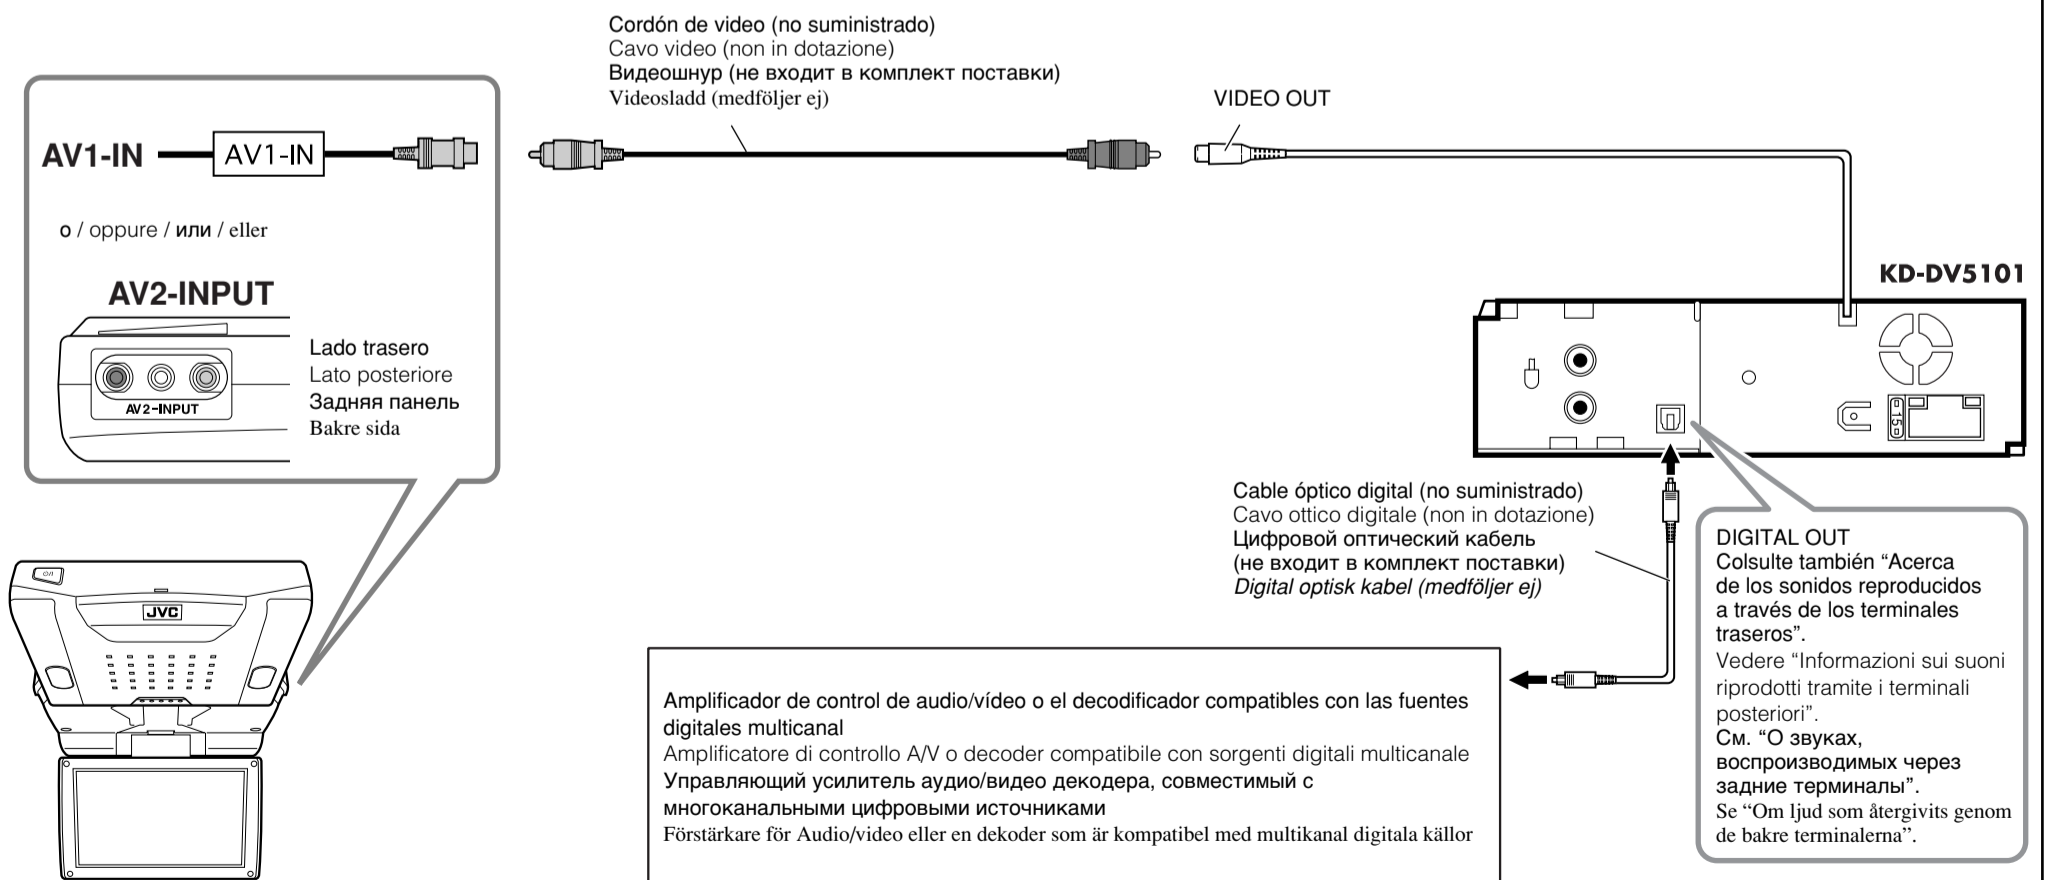 Cordón de video (no suministrado)
Cavo video (non in dotazione)
Видеошнур (не входит в комплект поставки)
Videosladd (medföljer ej)
VIDEO OUT
AV1-IN
AV1-IN
o / oppure / или / eller
AV2-INPUT
AV2-INPUT
Lado trasero
Lato posteriore
Задняя панель
Bakre sida
KD-DV5101
15
Cable óptico digital (no suministrado)
Cavo ottico digitale (non in dotazione)
Цифровой оптический кабель
(не входит в комплект поставки)
Digital optisk kabel (medföljer ej)
DIGITAL OUT
Colsulte también “Acerca
de los sonidos reproducidos
a través de los terminales
traseros”.
Vedere “Informazioni sui suoni
riprodotti tramite i terminali
posteriori”.
См. “О звуках,
воспроизводимых через
задние терминалы”.
Se “Om ljud som återgivits genom
de bakre terminalerna”.
JVC
Amplificador de control de audio/vídeo o el decodificador compatibles con las fuentes
digitales multicanal
Amplificatore di controllo A/V o decoder compatibile con sorgenti digitali multicanale
Управляющий усилитель аудио/видео декодера, совместимый с
многоканальными цифровыми источниками
Förstärkare för Audio/video eller en dekoder som är kompatibel med multikanal digitala källor